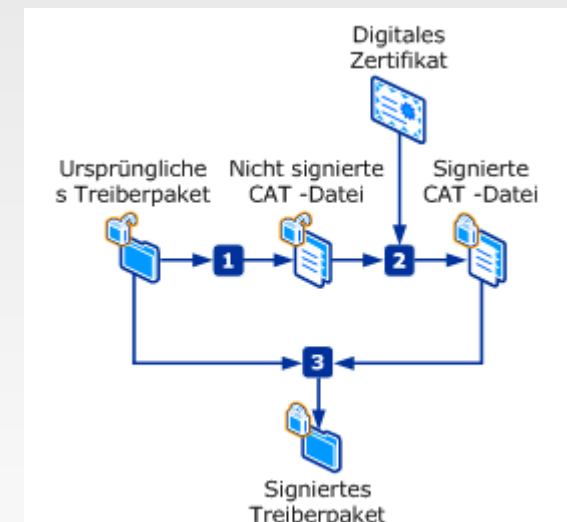 Digitales
Zertifikat
Ursprüngliche
s Treiberpaket
Nicht signierte
CAT -Datei
Signierte
CAT -Datei
1
2
3
Signiertes
Treiberpaket